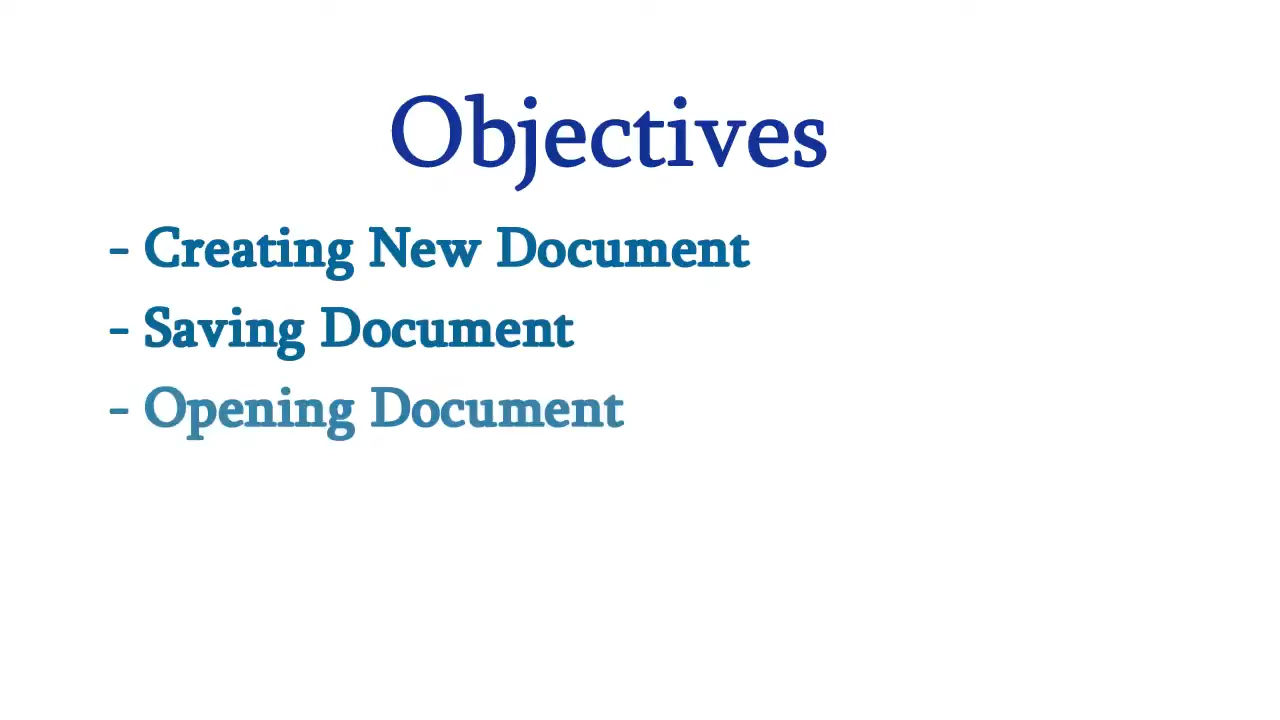 Objectives
- Creating New Document
- Saving Document
- Opening Document